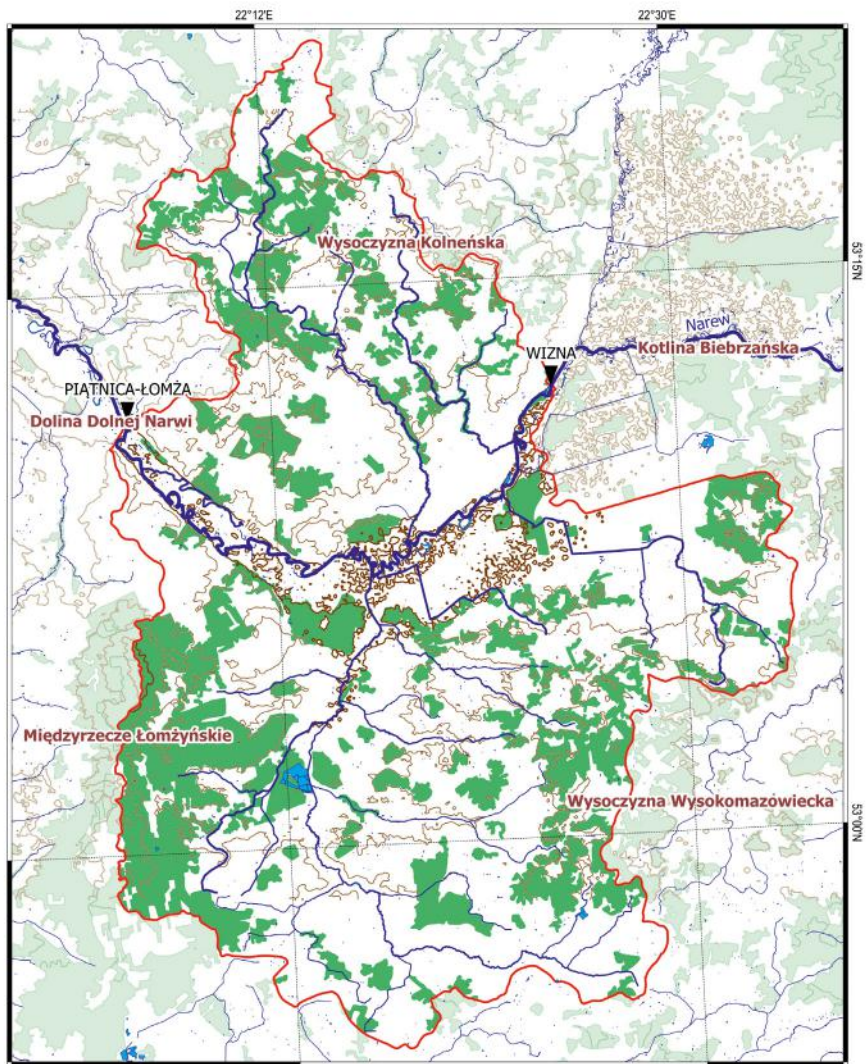 22°12'E
22°30'E
Wysoczyzna Kolneńska
53°15'N
Narew
WIZNA
Kotlina Biebrzańska
PIĄTNICA-ŁOMŻA
Dolina Dolnej Narwi
Międzyrzecze Łomżyńskie
Wysoczyzna Wysokomazówiecka
53°00'N